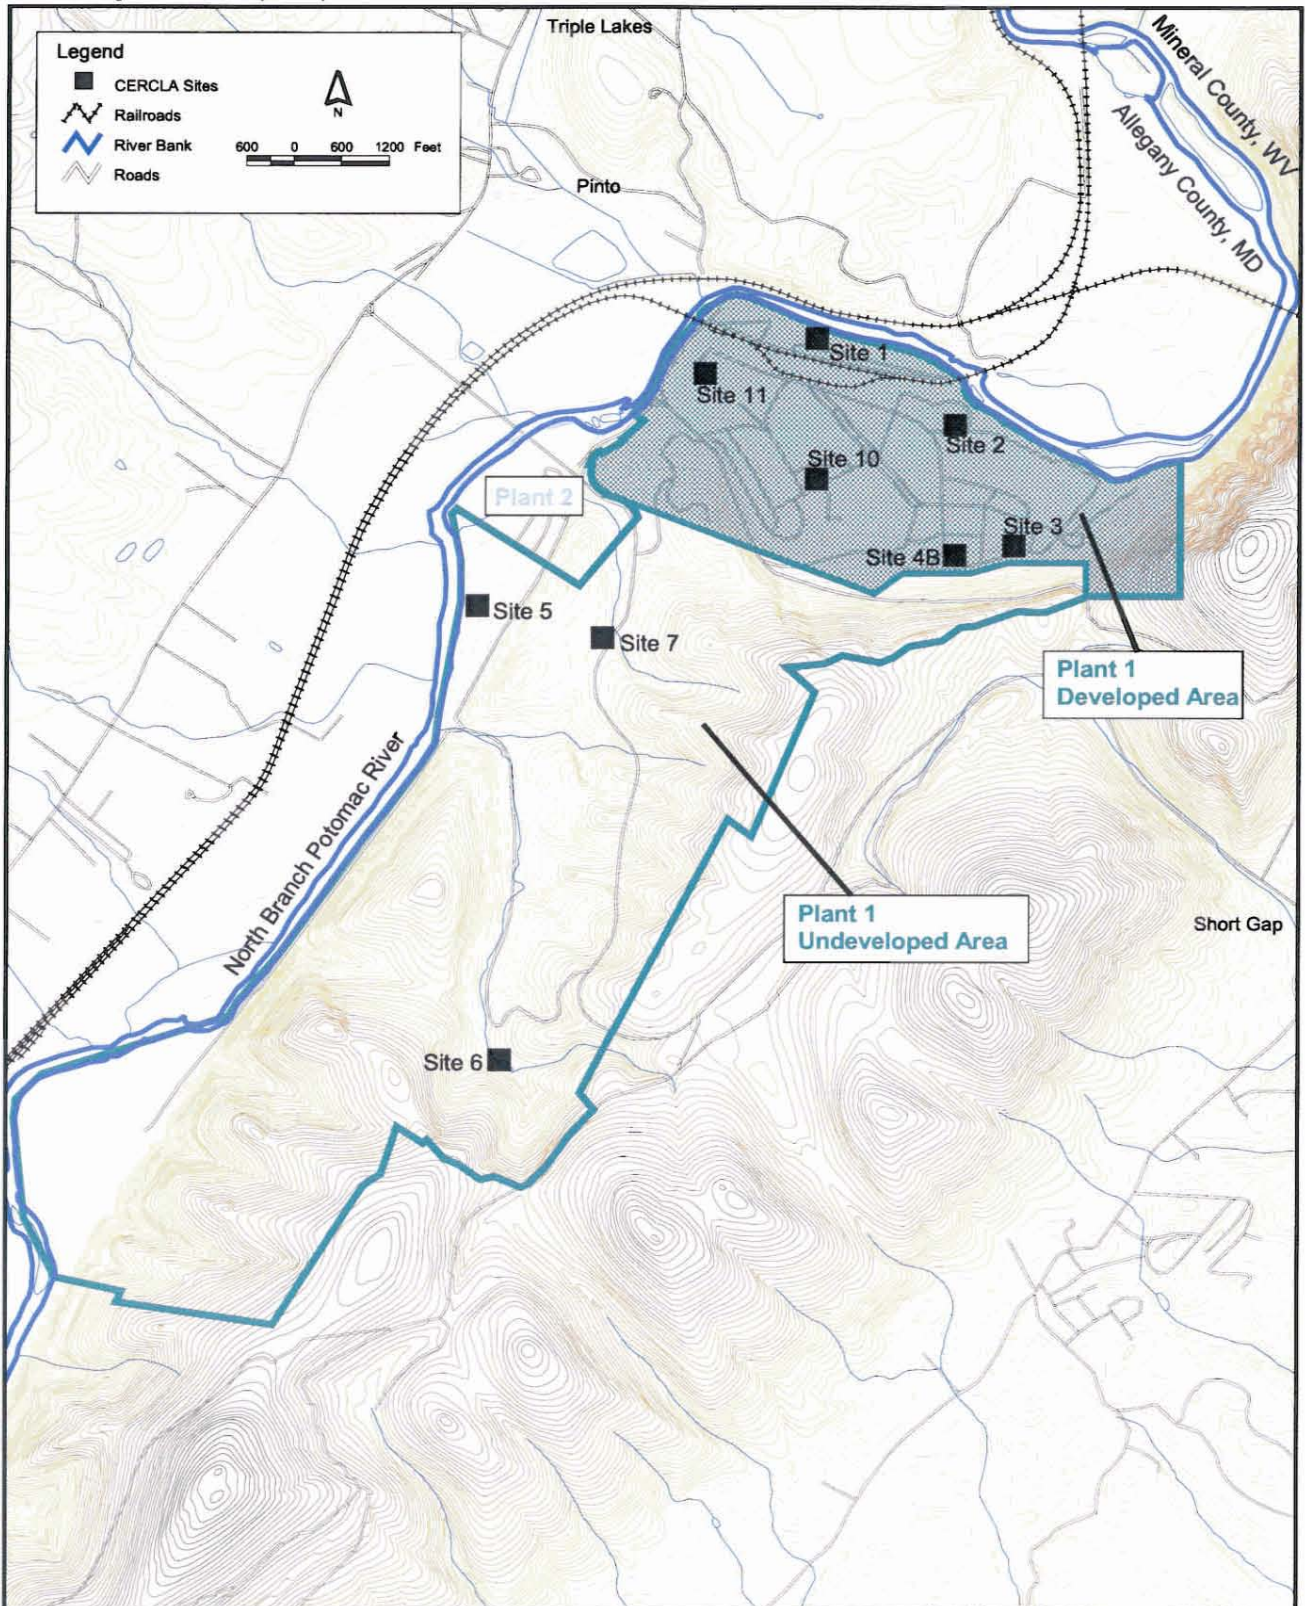 Triple Lakes
Legend
CERCLA Sites
Railroads
River Bank
Roads
N
600 0 600 1200 Feet
Pinto
Mineral County, WV
Allegany County, MD
Site 1
Site 11
Site 2
Site 10
Plant 2
Site 3
Site 4B
Site 5
Site 7
Plant 1
Developed Area
North Branch Potomac River
Plant 1
Undeveloped Area
Short Gap
Site 6